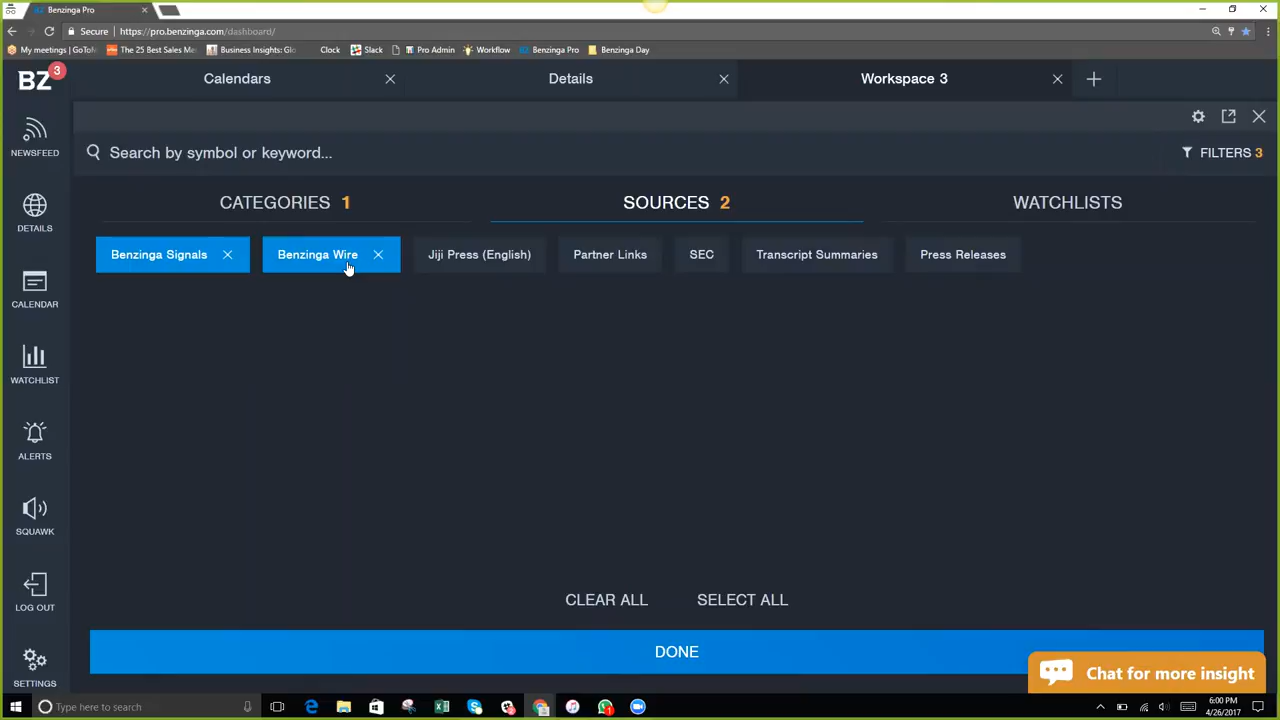 Benzinga Pro
Secure | https://pro.benzinga.com/dashboard/
My meetings | GoToM
The 25 Best Sales Me
Business Insights: Glo
Clock
Slack
Pro Admin
Workflow
Benzinga Pro
Benzinga Day
BZ 3
Calendars
Details
Workspace 3
Search by symbol or keyword...
FILTERS 3
NEWSFEED
DETAILS
CALENDAR
WATCHLIST
ALERTS
SQUAWK
LOG OUT
SETTINGS
CATEGORIES 1
SOURCES 2
WATCHLISTS
Benzinga Signals
Benzinga Wire
Jiji Press (English)
Partner Links
SEC
Transcript Summaries
Press Releases
CLEAR ALL
SELECT ALL
DONE
Chat for more insight
Type here to search
6:00 PM
4/26/2017